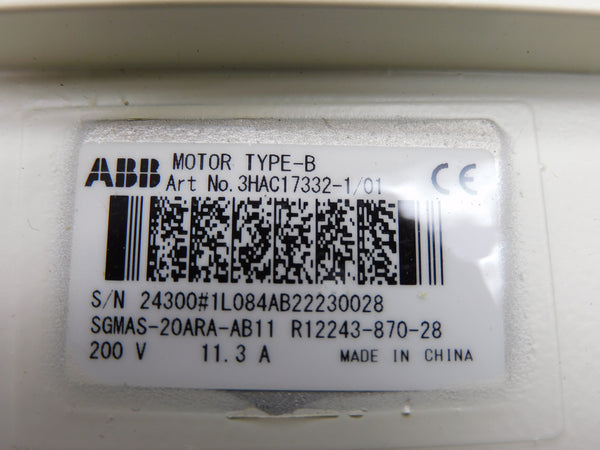 ABB MOTOR TYPE-B
Art No.3HAC17332-1/01
CE
S/N 24300#1L084AB22230028
SGMAS-20ARA-AB11 R12243-870-28
200 V 11.3 A MADE IN CHINA